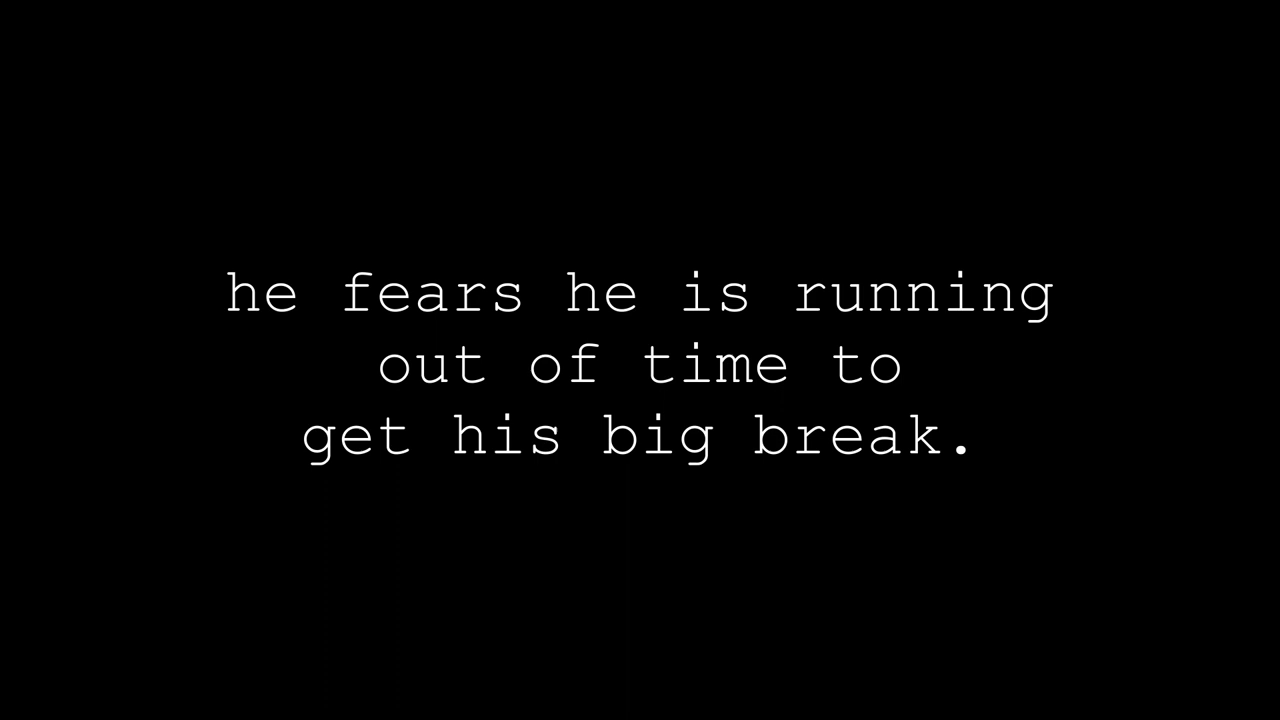 he fears he is running
out of time to
get his big break.